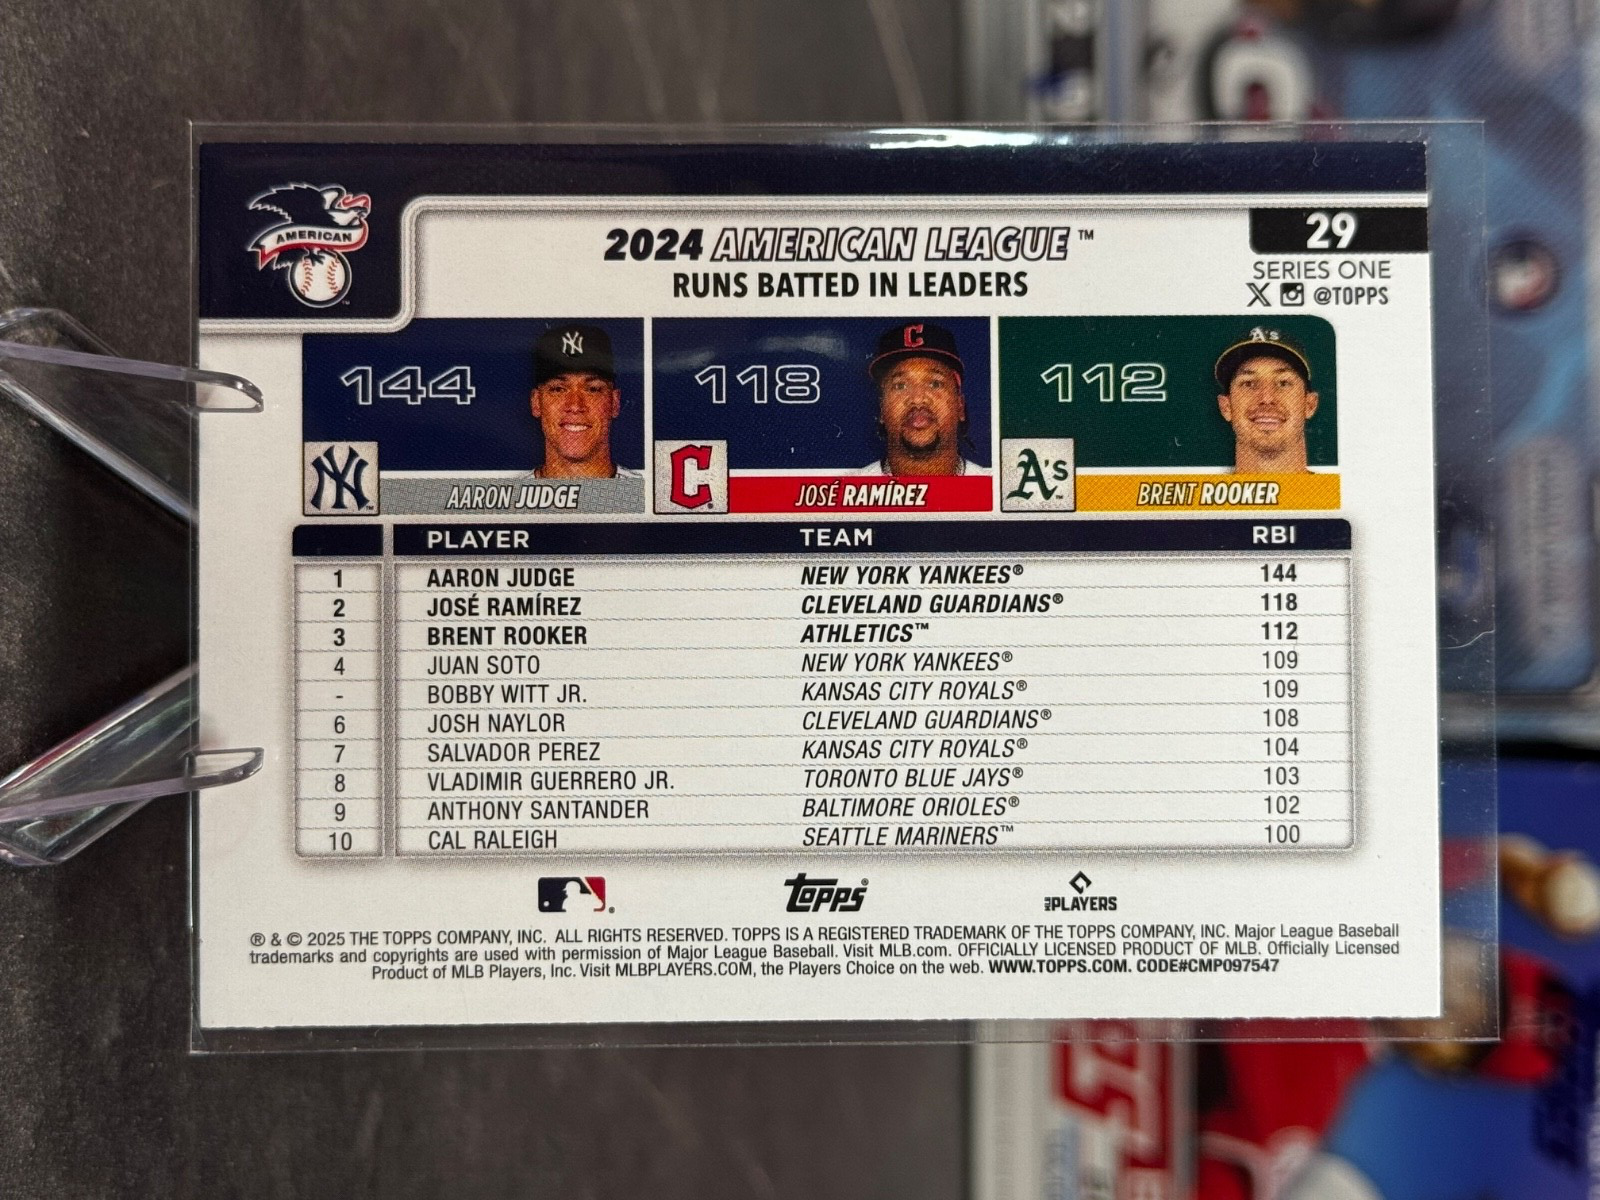 AMERICAN
2024 AMERICAN LEAGUE™
RUNS BATTED IN LEADERS
29
SERIES ONE
X @TOPPS
144
118
112
NY
C
A's
AARON JUDGE
JOSÉ RAMÍREZ
BRENT ROOKER
PLAYER TEAM RBI
1 AARON JUDGE NEW YORK YANKEES® 144
2 JOSÉ RAMÍREZ CLEVELAND GUARDIANS® 118
3 BRENT ROOKER ATHLETICS™ 112
4 JUAN SOTO NEW YORK YANKEES® 109
- BOBBY WITT JR. KANSAS CITY ROYALS® 109
6 JOSH NAYLOR CLEVELAND GUARDIANS® 108
7 SALVADOR PEREZ KANSAS CITY ROYALS® 104
8 VLADIMIR GUERRERO JR. TORONTO BLUE JAYS® 103
9 ANTHONY SANTANDER BALTIMORE ORIOLES® 102
10 CAL RALEIGH SEATTLE MARINERS™ 100
Topps®
MLB PLAYERS
® & © 2025 THE TOPPS COMPANY, INC. ALL RIGHTS RESERVED. TOPPS IS A REGISTERED TRADEMARK OF THE TOPPS COMPANY, INC. Major League Baseball
trademarks and copyrights are used with permission of Major League Baseball. Visit MLB.com. OFFICIALLY LICENSED PRODUCT OF MLB. Officially Licensed
Product of MLB Players, Inc. Visit MLBPLAYERS.COM, the Players Choice on the web. WWW.TOPPS.COM. CODE#CMP097547